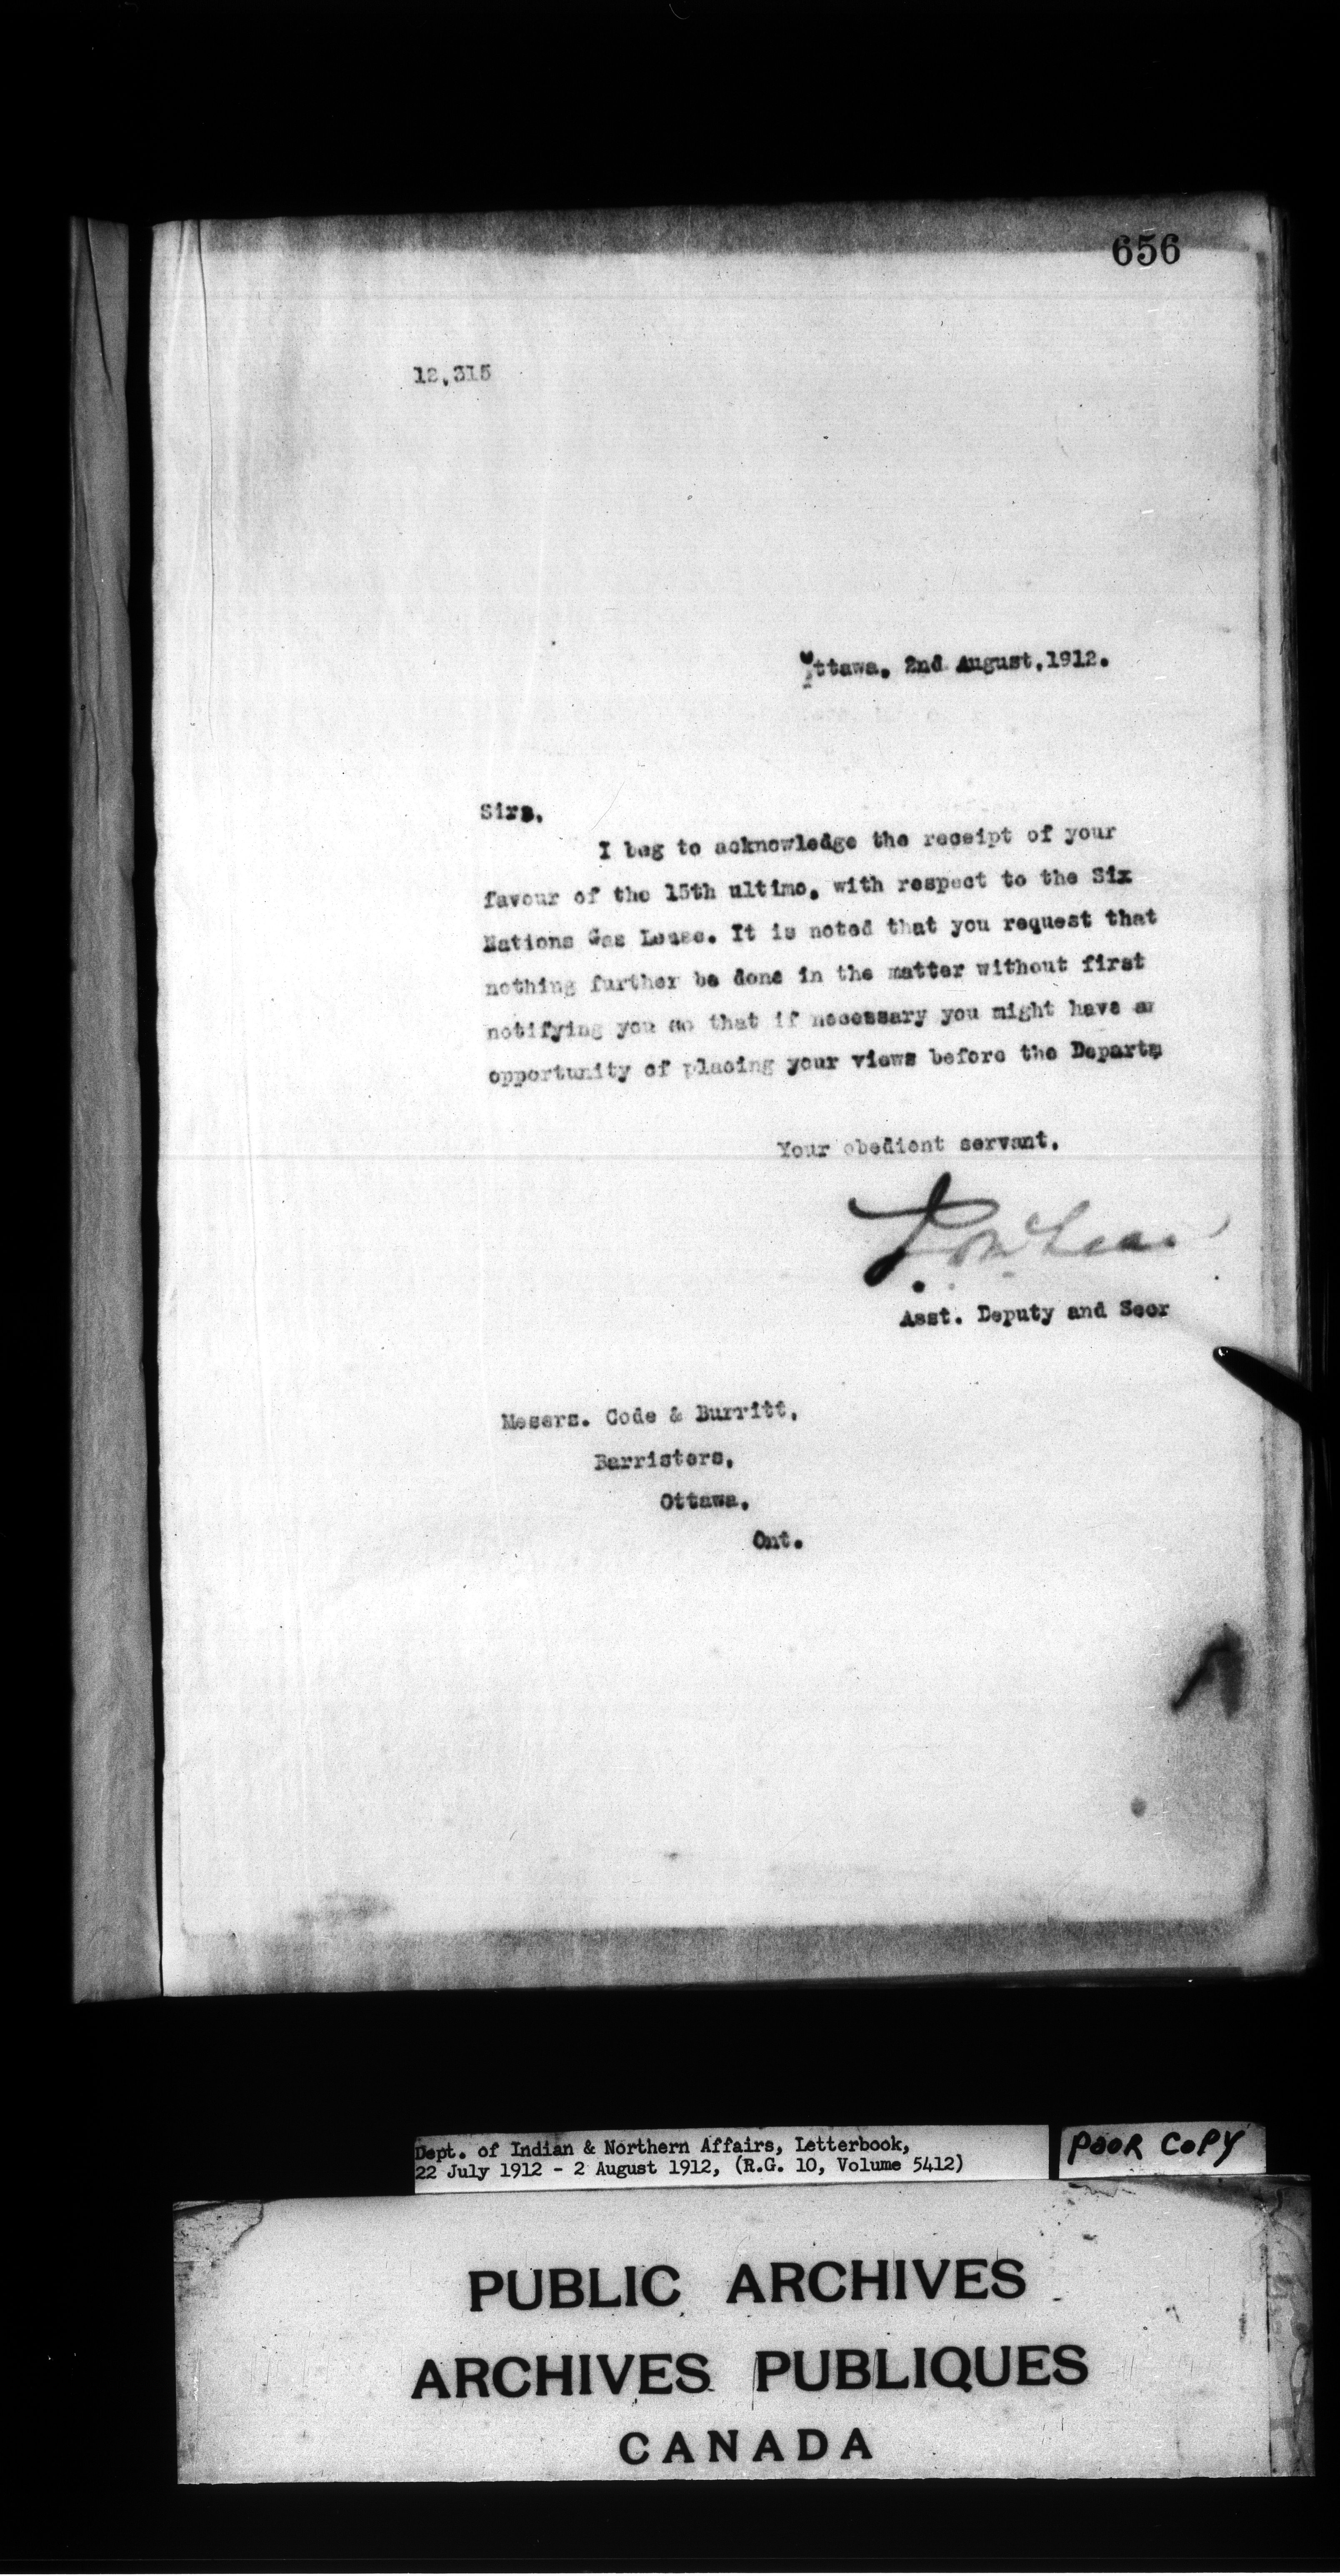 656
12,315
Ottawa, 2nd August, 1912.
Sirs,
I beg to acknowledge the receipt of your
favour of the 15th ultimo, with respect to the Six
Nations Gas Lease. It is noted that you request that
nothing further be done in the matter without first
notifying you so that if necessary you might have an
opportunity of placing your views before the Departm
Your obedient servant,
Asst. Deputy and Secr
Messrs. Code & Burritt,
Barristers,
Ottawa,
Ont.
Dept. of Indian & Northern Affairs, Letterbook,
22 July 1912 - 2 August 1912, (R.G. 10, Volume 5412)
POOR COPY
PUBLIC ARCHIVES
ARCHIVES PUBLIQUES
CANADA